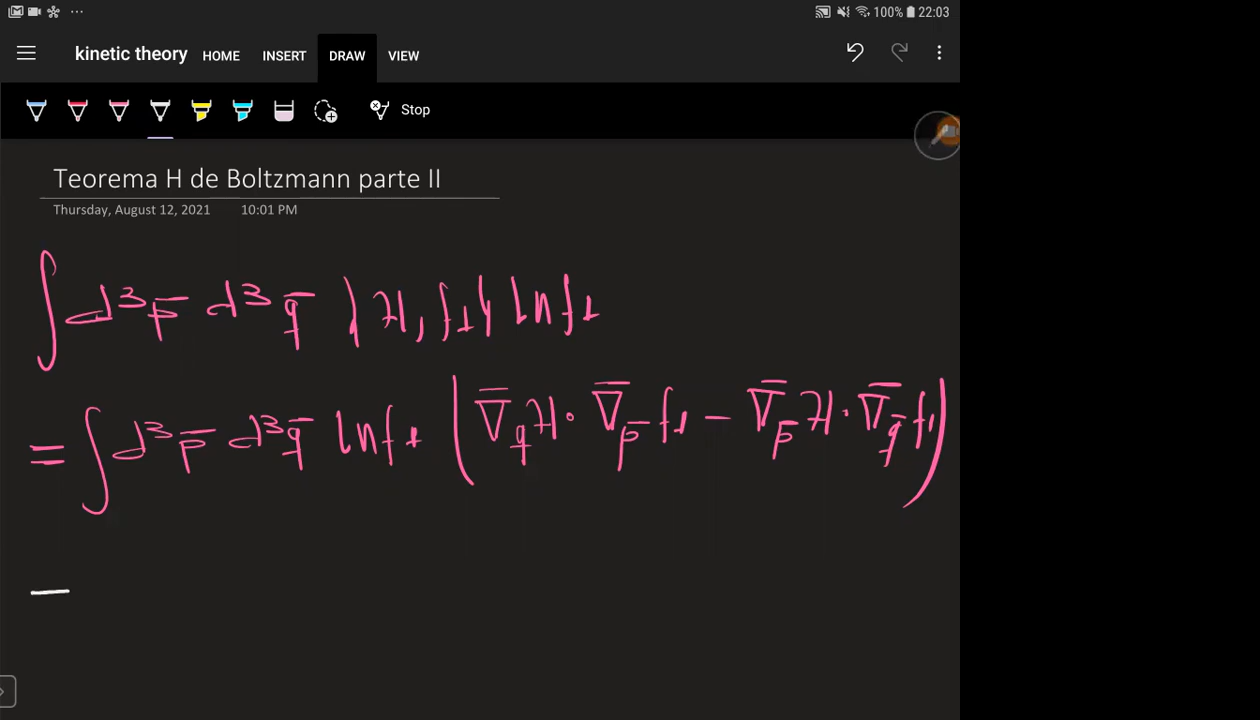 100% 22:03
kinetic theory HOME INSERT DRAW VIEW
Stop
Teorema H de Boltzmann parte II
Thursday, August 12, 2021 10:01 PM
∫ d³p̄ d³q̄ {H, f₁} ln f₁
= ∫ d³p̄ d³q̄ ln f₁ ( ∇̄_q H · ∇̄_p̄ f₁ − ∇̄_p̄ H · ∇̄_q̄ f₁ )